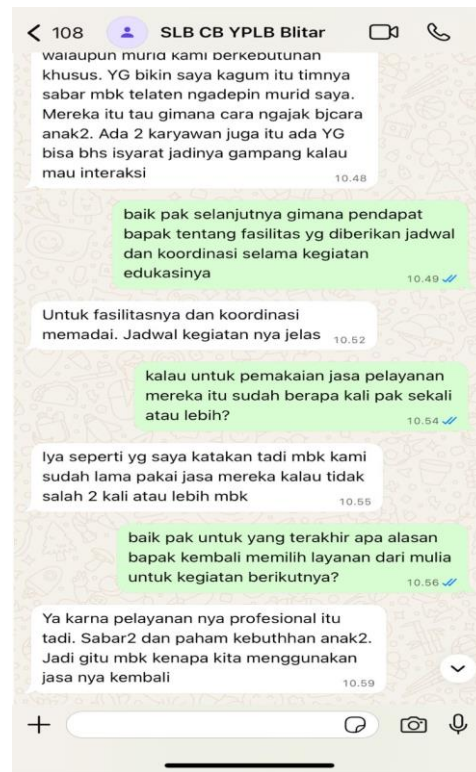 108
SLB CB YPLB Blitar
walaupun murid kami berkebutuhan
khusus. YG bikin saya kagum itu timnya
sabar mbk telaten ngadepin murid saya.
Mereka itu tau gimana cara ngajak bjcara
anak2. Ada 2 karyawan juga itu ada YG
bisa bhs isyarat jadinya gampang kalau
mau interaksi
10.48
baik pak selanjutnya gimana pendapat
bapak tentang fasilitas yg diberikan jadwal
dan koordinasi selama kegiatan
edukasinya
10.49
Untuk fasilitasnya dan koordinasi
memadai. Jadwal kegiatan nya jelas
10.52
kalau untuk pemakaian jasa pelayanan
mereka itu sudah berapa kali pak sekali
atau lebih?
10.54
Iya seperti yg saya katakan tadi mbk kami
sudah lama pakai jasa mereka kalau tidak
salah 2 kali atau lebih mbk
10.55
baik pak untuk yang terakhir apa alasan
bapak kembali memilih layanan dari mulia
untuk kegiatan berikutnya?
10.56
Ya karna pelayanan nya profesional itu
tadi. Sabar2 dan paham kebuthhan anak2.
Jadi gitu mbk kenapa kita menggunakan
jasa nya kembali
10.59